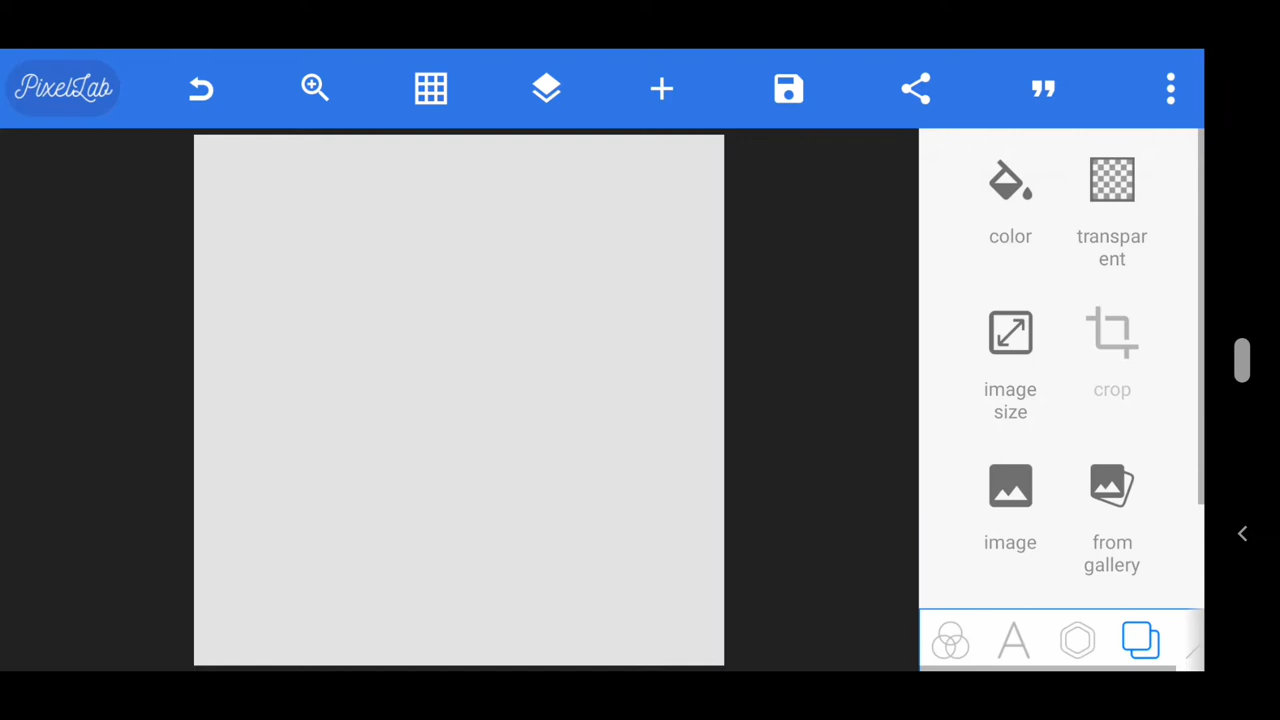 PixelLab
color
transpar
ent
image
size
crop
image
from
gallery